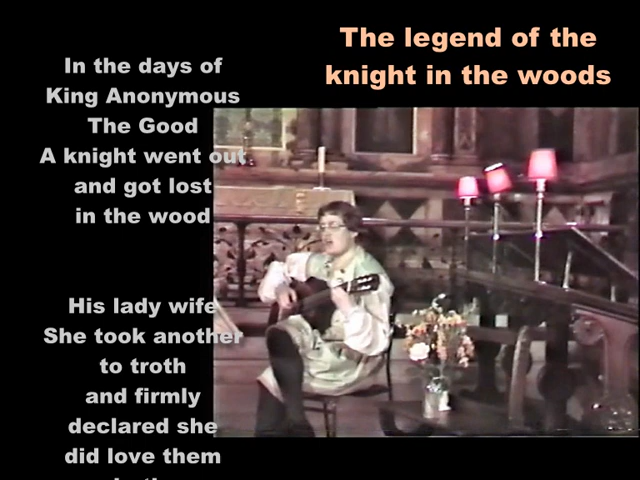 The legend of the
knight in the woods
In the days of
King Anonymous
The Good
A knight went out
and got lost
in the wood
His lady wife
She took another
to troth
and firmly
declared she
did love them